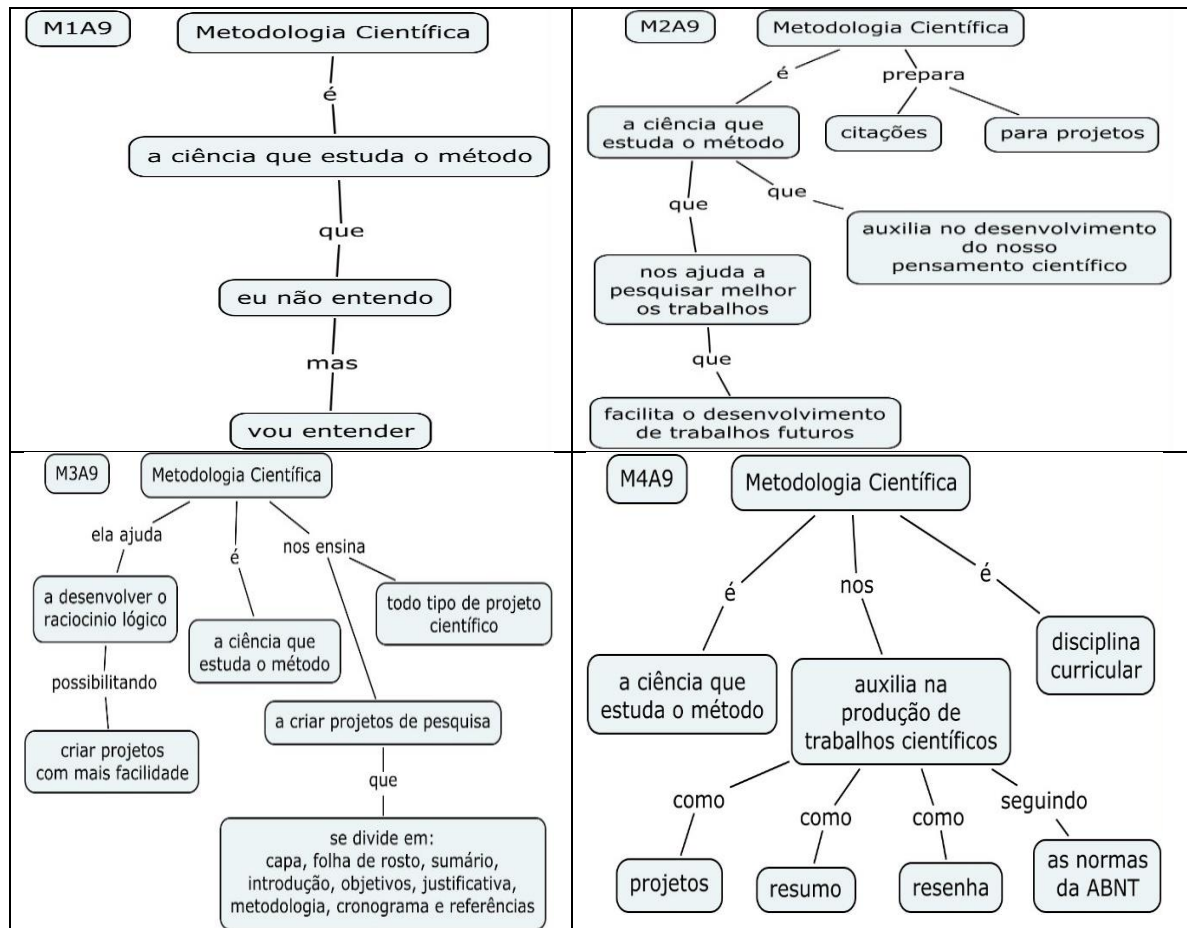 M1A9
Metodologia Científica
é
a ciência que estuda o método
que
eu não entendo
mas
vou entender
M2A9
Metodologia Científica
é
prepara
a ciência que
estuda o método
citações
para projetos
que
que
auxilia no desenvolvimento
do nosso
pensamento científico
nos ajuda a
pesquisar melhor
os trabalhos
que
facilita o desenvolvimento
de trabalhos futuros
M3A9
Metodologia Científica
ela ajuda
é
nos ensina
a desenvolver o
raciocinio lógico
a ciência que
estuda o método
todo tipo de projeto
científico
possibilitando
criar projetos
com mais facilidade
a criar projetos de pesquisa
que
se divide em:
capa, folha de rosto, sumário,
introdução, objetivos, justificativa,
metodologia, cronograma e referências
M4A9
Metodologia Científica
é
nos
é
a ciência que
estuda o método
auxilia na
produção de
trabalhos científicos
disciplina
curricular
como
como
como
seguindo
projetos
resumo
resenha
as normas
da ABNT